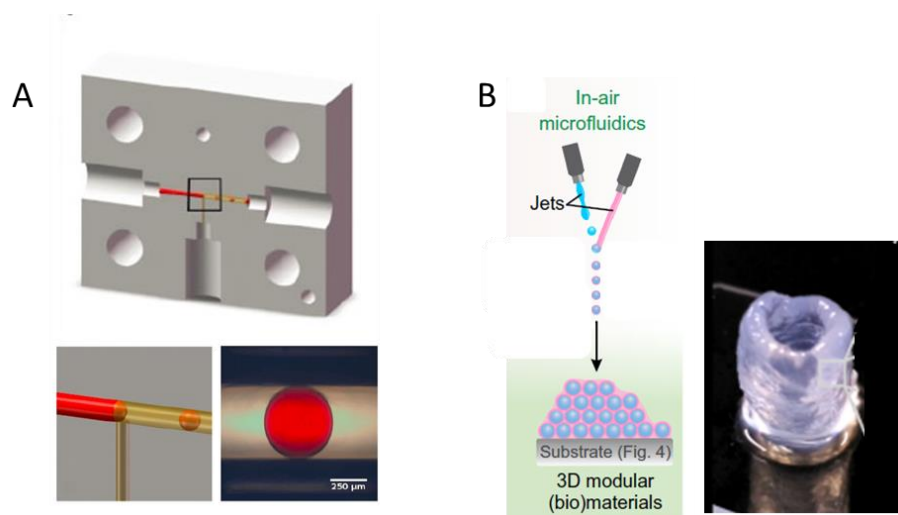 A
250 µm
B
In-air
microfluidics
Jets
Substrate (Fig. 4)
3D modular
(bio)materials